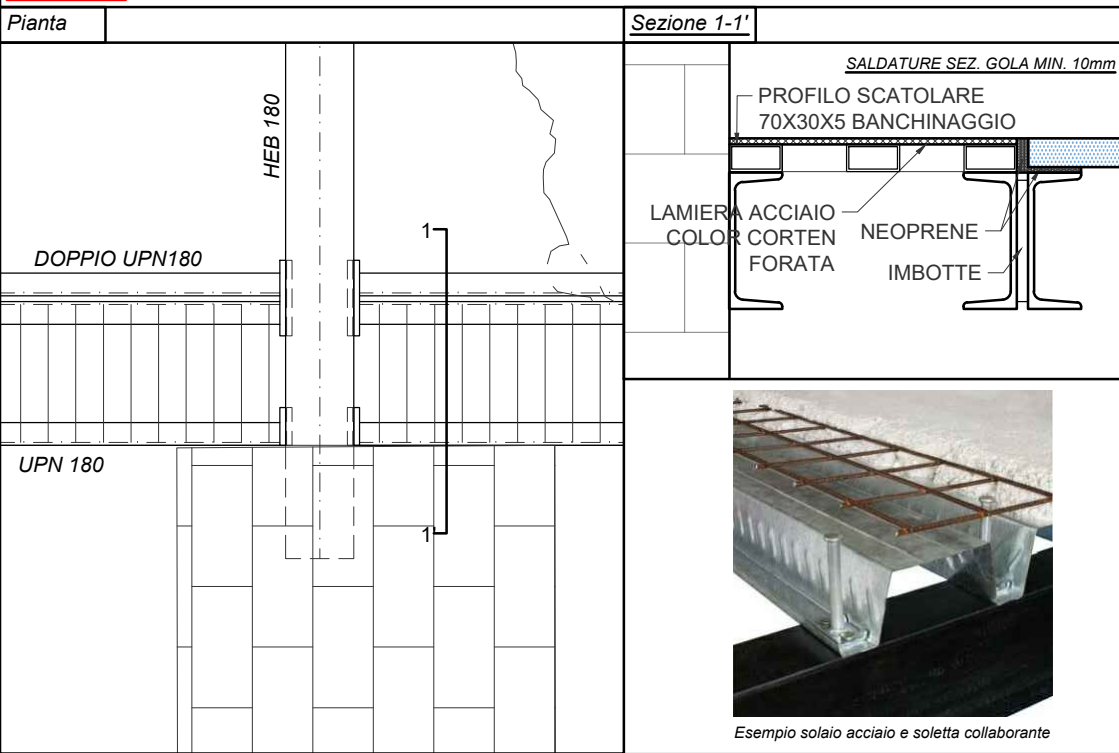 Pianta
Sezione 1-1'
SALDATURE SEZ. GOLA MIN. 10mm
PROFILO SCATOLARE
70X30X5 BANCHINAGGIO
HEB 180
1
DOPPIO UPN180
LAMIERA ACCIAIO
COLOR CORTEN
FORATA
NEOPRENE
IMBOTTE
UPN 180
1'
Esempio solaio acciaio e soletta collaborante